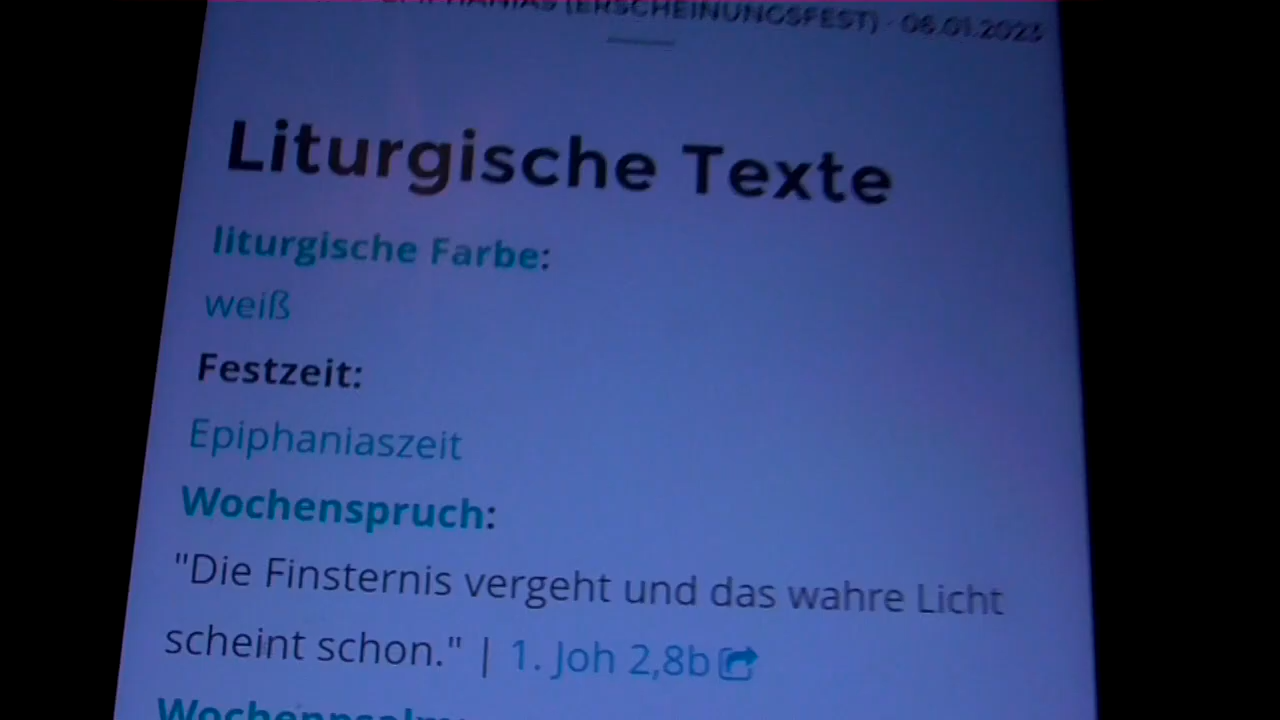 EPIPHANIAS (ERSCHEINUNGSFEST) · 06.01.2023
Liturgische Texte
liturgische Farbe:
weiß
Festzeit:
Epiphaniaszeit
Wochenspruch:
"Die Finsternis vergeht und das wahre Licht
scheint schon." | 1. Joh 2,8b
Wochenpsalm: